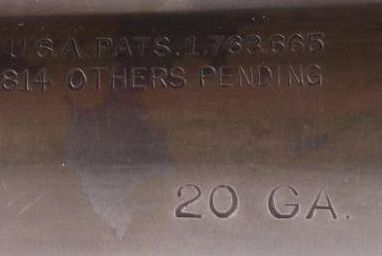 U.S.A. PATS. 1.763.665
814 OTHERS PENDING
20 GA.